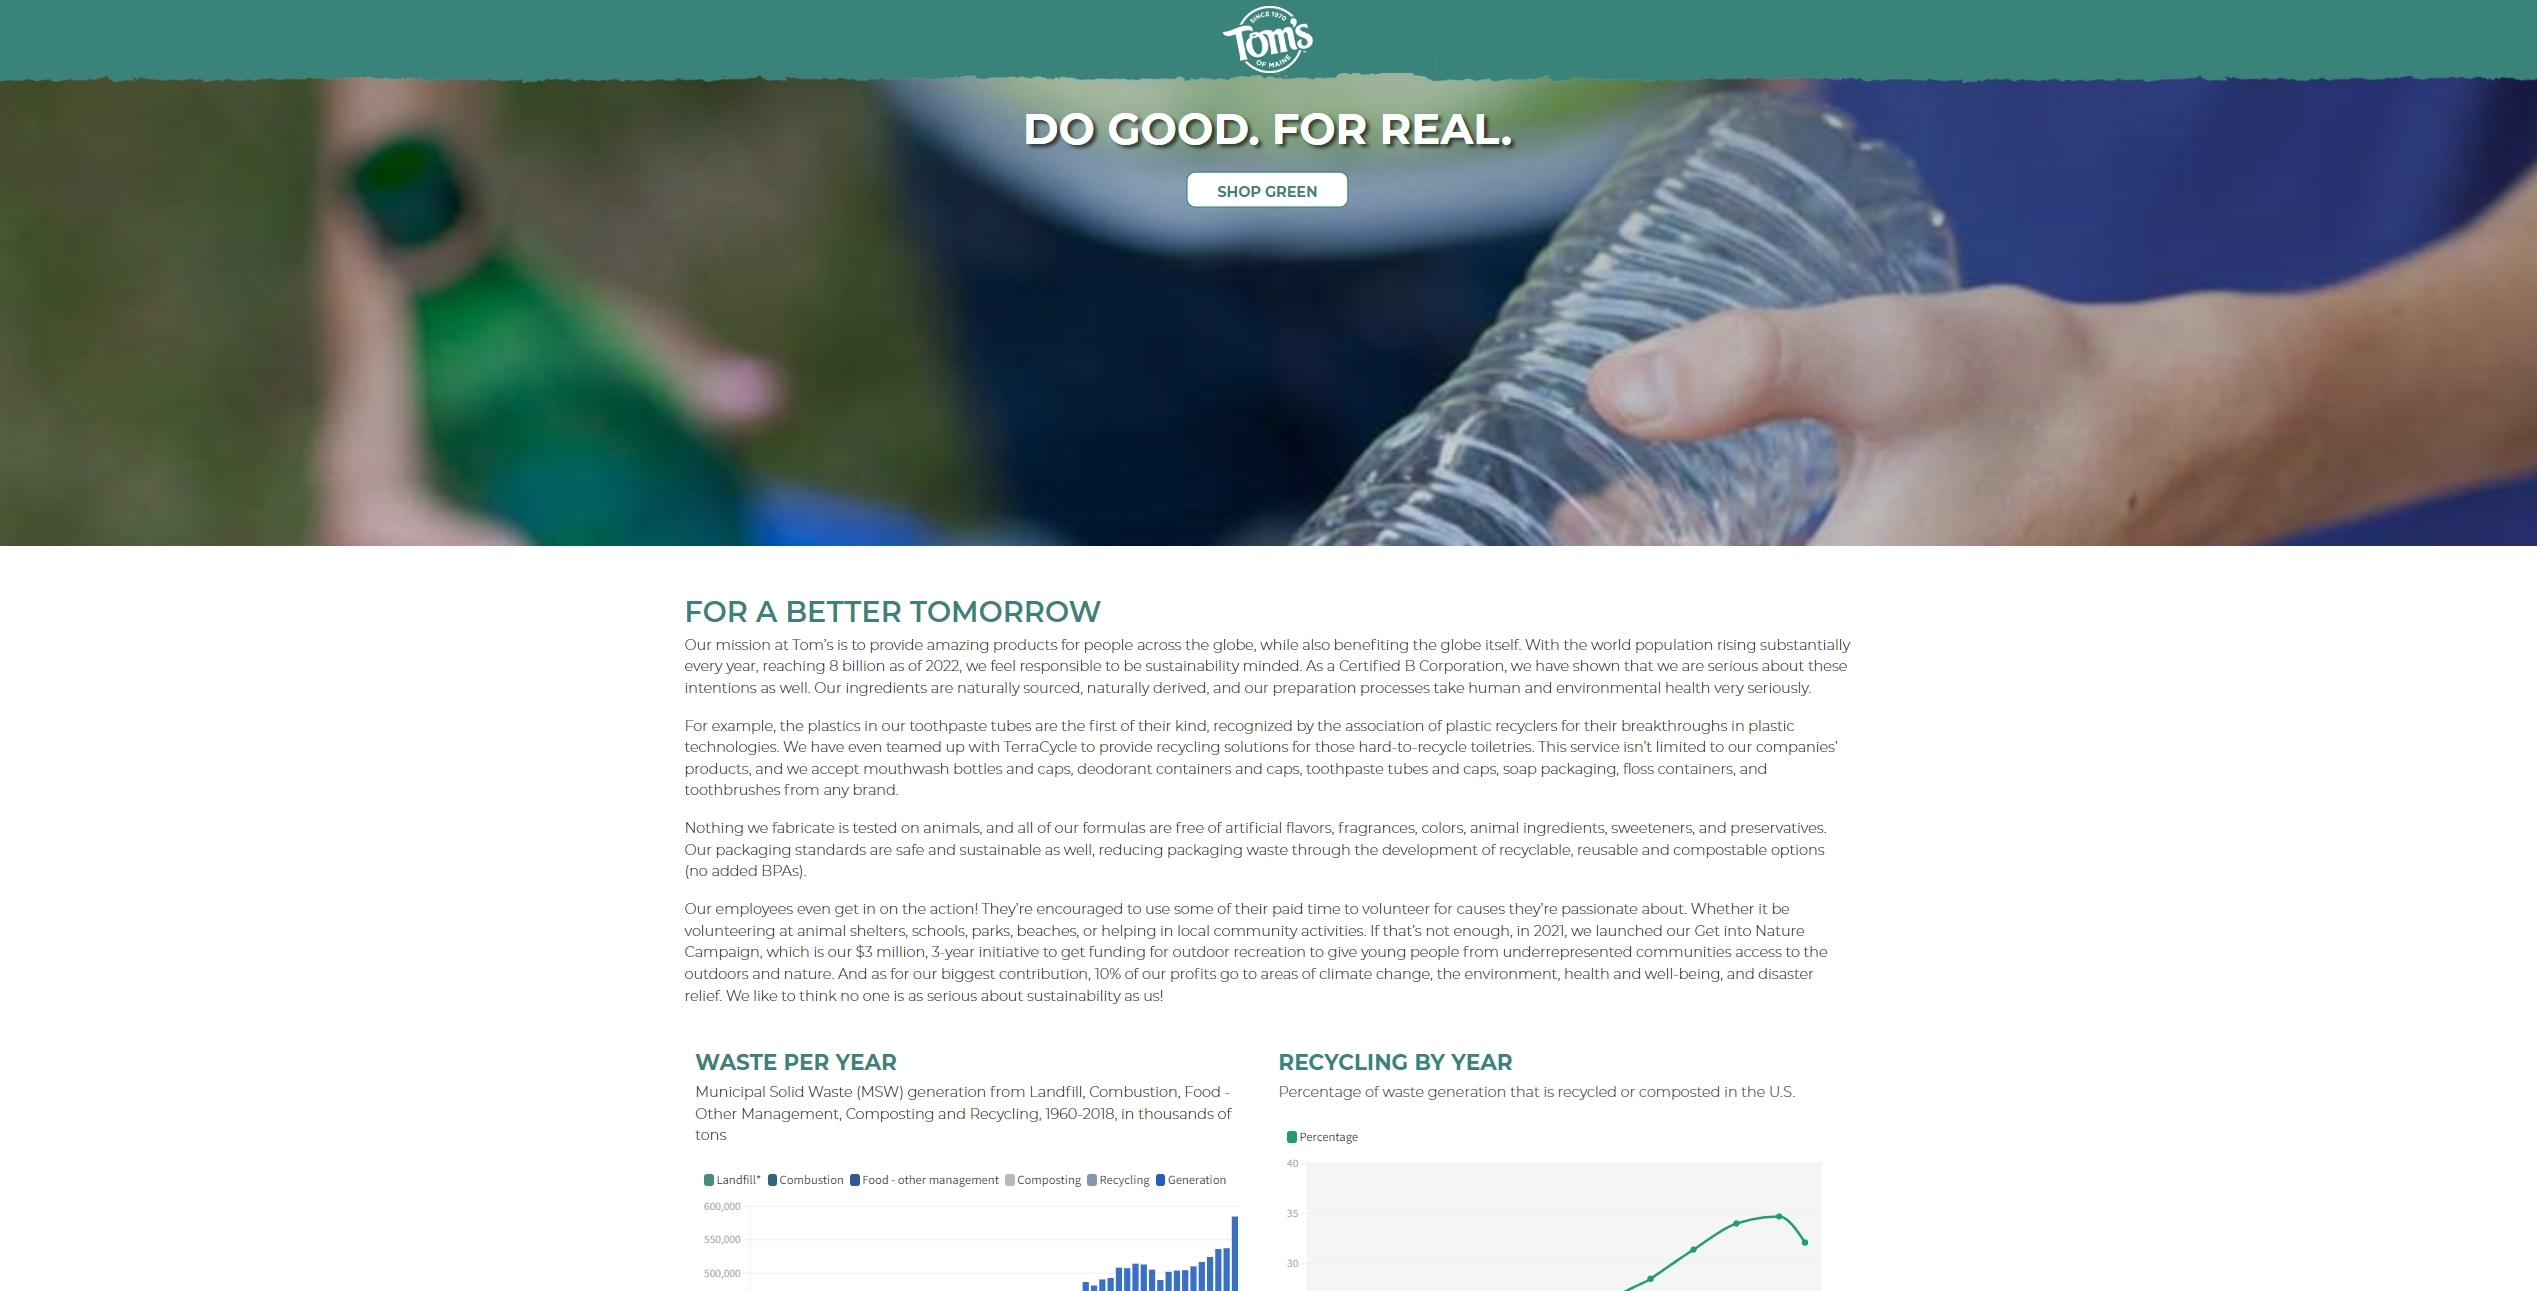 SINCE 1970
Tom's
OF MAINE
DO GOOD. FOR REAL.
SHOP GREEN
FOR A BETTER TOMORROW
Our mission at Tom's is to provide amazing products for people across the globe, while also benefiting the globe itself. With the world population rising substantially
every year, reaching 8 billion as of 2022, we feel responsible to be sustainability minded. As a Certified B Corporation, we have shown that we are serious about these
intentions as well. Our ingredients are naturally sourced, naturally derived, and our preparation processes take human and environmental health very seriously.
For example, the plastics in our toothpaste tubes are the first of their kind, recognized by the association of plastic recyclers for their breakthroughs in plastic
technologies. We have even teamed up with TerraCycle to provide recycling solutions for those hard-to-recycle toiletries. This service isn't limited to our companies'
products, and we accept mouthwash bottles and caps, deodorant containers and caps, toothpaste tubes and caps, soap packaging, floss containers, and
toothbrushes from any brand.
Nothing we fabricate is tested on animals, and all of our formulas are free of artificial flavors, fragrances, colors, animal ingredients, sweeteners, and preservatives.
Our packaging standards are safe and sustainable as well, reducing packaging waste through the development of recyclable, reusable and compostable options
(no added BPAs).
Our employees even get in on the action! They're encouraged to use some of their paid time to volunteer for causes they're passionate about. Whether it be
volunteering at animal shelters, schools, parks, beaches, or helping in local community activities. If that's not enough, in 2021, we launched our Get into Nature
Campaign, which is our $3 million, 3-year initiative to get funding for outdoor recreation to give young people from underrepresented communities access to the
outdoors and nature. And as for our biggest contribution, 10% of our profits go to areas of climate change, the environment, health and well-being, and disaster
relief. We like to think no one is as serious about sustainability as us!
WASTE PER YEAR
Municipal Solid Waste (MSW) generation from Landfill, Combustion, Food -
Other Management, Composting and Recycling, 1960-2018, in thousands of
tons
Landfill* Combustion Food - other management Composting Recycling Generation
600,000
550,000
500,000
RECYCLING BY YEAR
Percentage of waste generation that is recycled or composted in the U.S.
Percentage
40
35
30